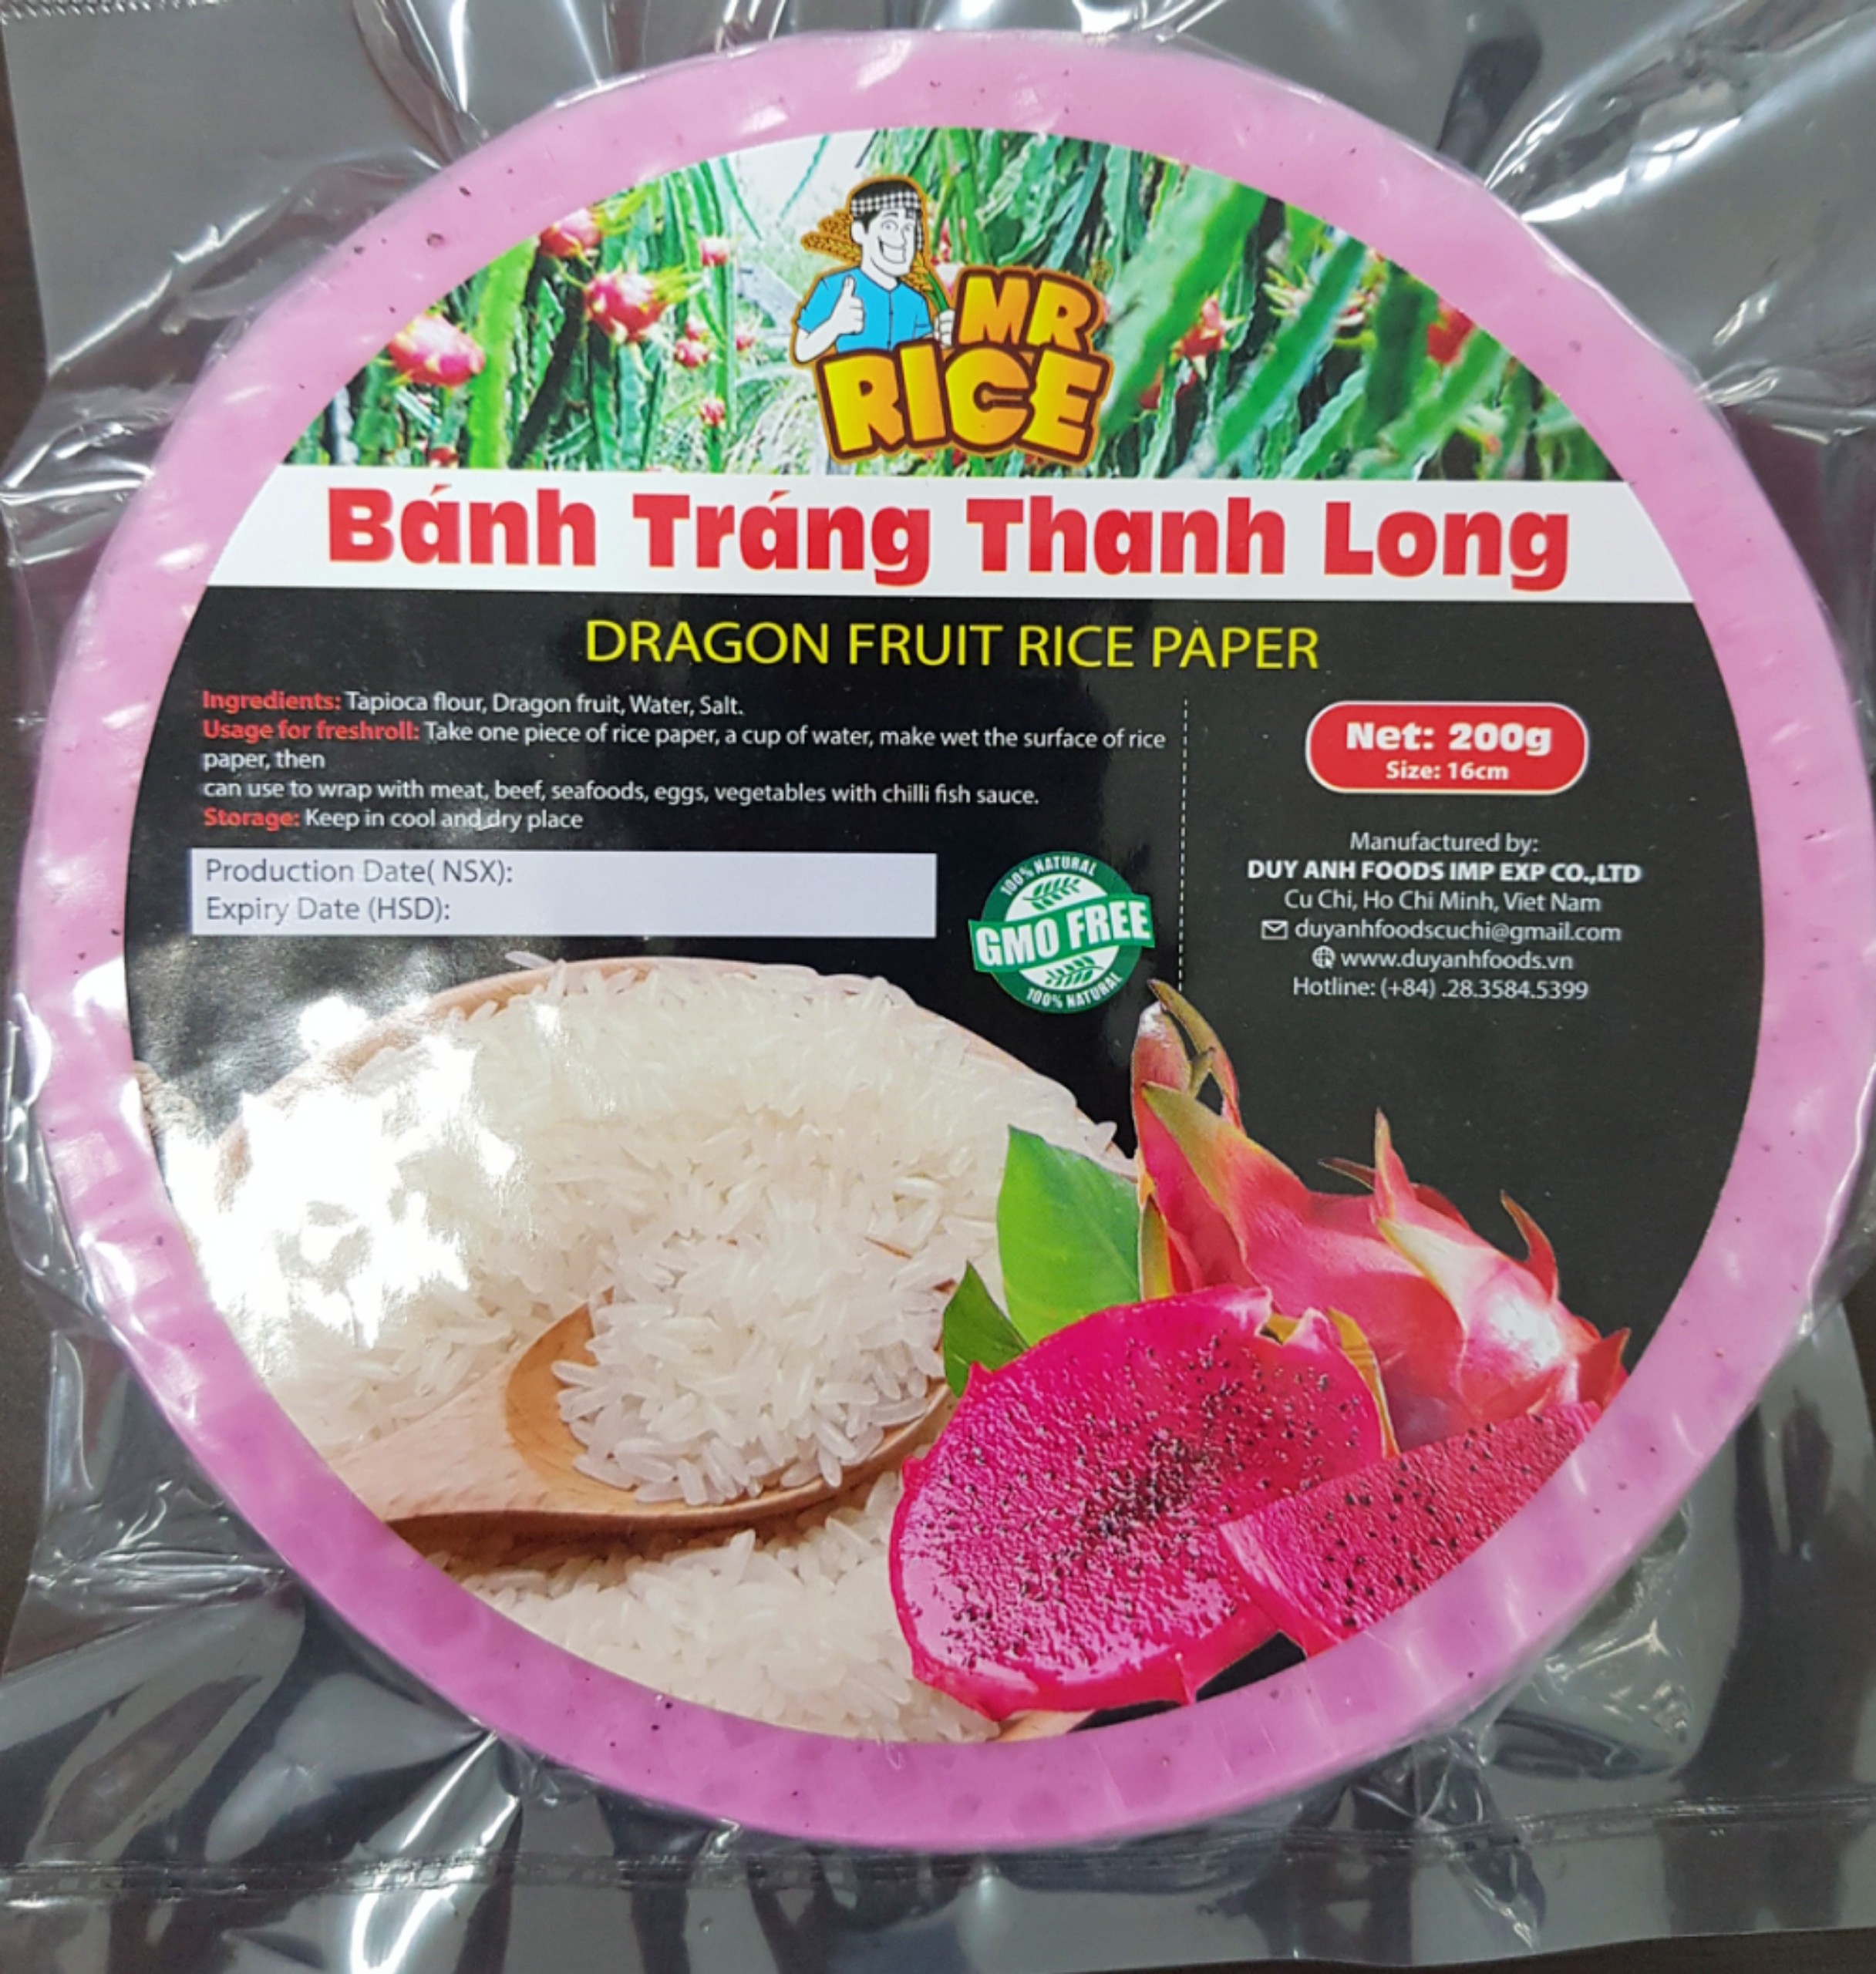 MR
RICE
Bánh Tráng Thanh Long
DRAGON FRUIT RICE PAPER
Ingredients: Tapioca flour, Dragon fruit, Water, Salt.
Usage for freshroll: Take one piece of rice paper, a cup of water, make wet the surface of rice
paper, then
can use to wrap with meat, beef, seafoods, eggs, vegetables with chilli fish sauce.
Storage: Keep in cool and dry place
Production Date( NSX):
Expiry Date (HSD):
100% NATURAL
GMO FREE
100% NATURAL
Net: 200g
Size: 16cm
Manufactured by:
DUY ANH FOODS IMP EXP CO.,LTD
Cu Chi, Ho Chi Minh, Viet Nam
duyanhfoodscuchi@gmail.com
www.duyanhfoods.vn
Hotline: (+84) .28.3584.5399